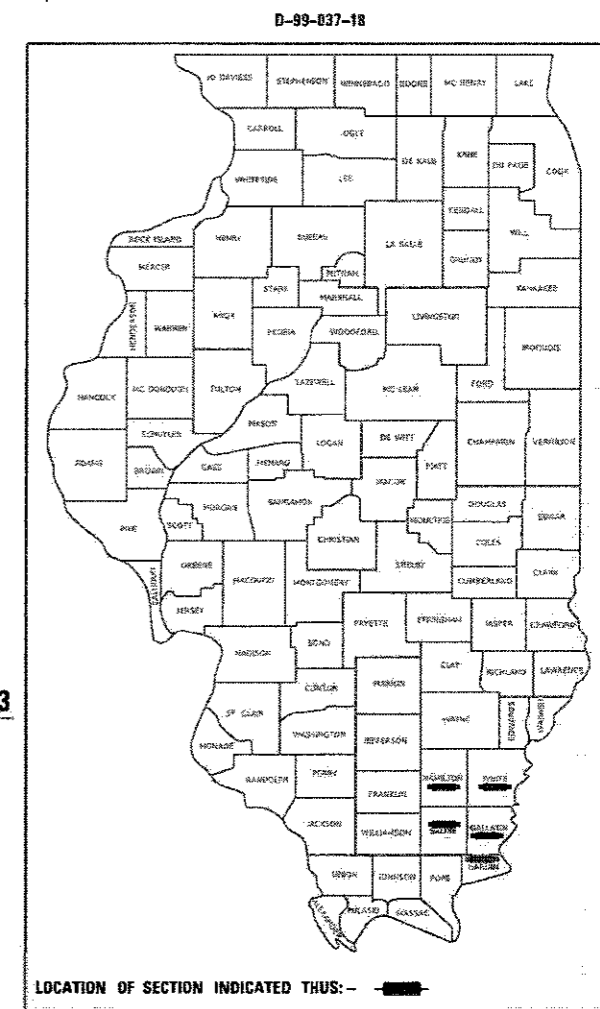 D-99-037-18
JO DAVIESS STEPHENSON WINNEBAGO BOONE MC HENRY LAKE
CARROLL OGLE DE KALB KANE DU PAGE COOK
WHITESIDE LEE
KENDALL WILL
ROCK ISLAND HENRY BUREAU LA SALLE GRUNDY
MERCER PUTNAM KANKAKEE
STARK MARSHALL
HENDERSON WARREN KNOX PEORIA WOODFORD LIVINGSTON IROQUOIS
HANCOCK MC DONOUGH FULTON TAZEWELL MC LEAN FORD
MASON
SCHUYLER LOGAN DE WITT CHAMPAIGN VERMILION
ADAMS BROWN CASS MENARD MACON PIATT
MORGAN SANGAMON DOUGLAS EDGAR
PIKE SCOTT CHRISTIAN MOULTRIE COLES
GREENE MACOUPIN MONTGOMERY SHELBY CUMBERLAND CLARK
CALHOUN JERSEY
FAYETTE EFFINGHAM JASPER CRAWFORD
MADISON BOND CLAY RICHLAND LAWRENCE
CLINTON MARION
3
ST CLAIR WASHINGTON JEFFERSON WAYNE EDWARDS WABASH
MONROE
RANDOLPH PERRY HAMILTON WHITE
FRANKLIN
JACKSON WILLIAMSON SALINE GALLATIN
HARDIN
UNION JOHNSON POPE
ALEXANDER PULASKI MASSAC
LOCATION OF SECTION INDICATED THUS: -